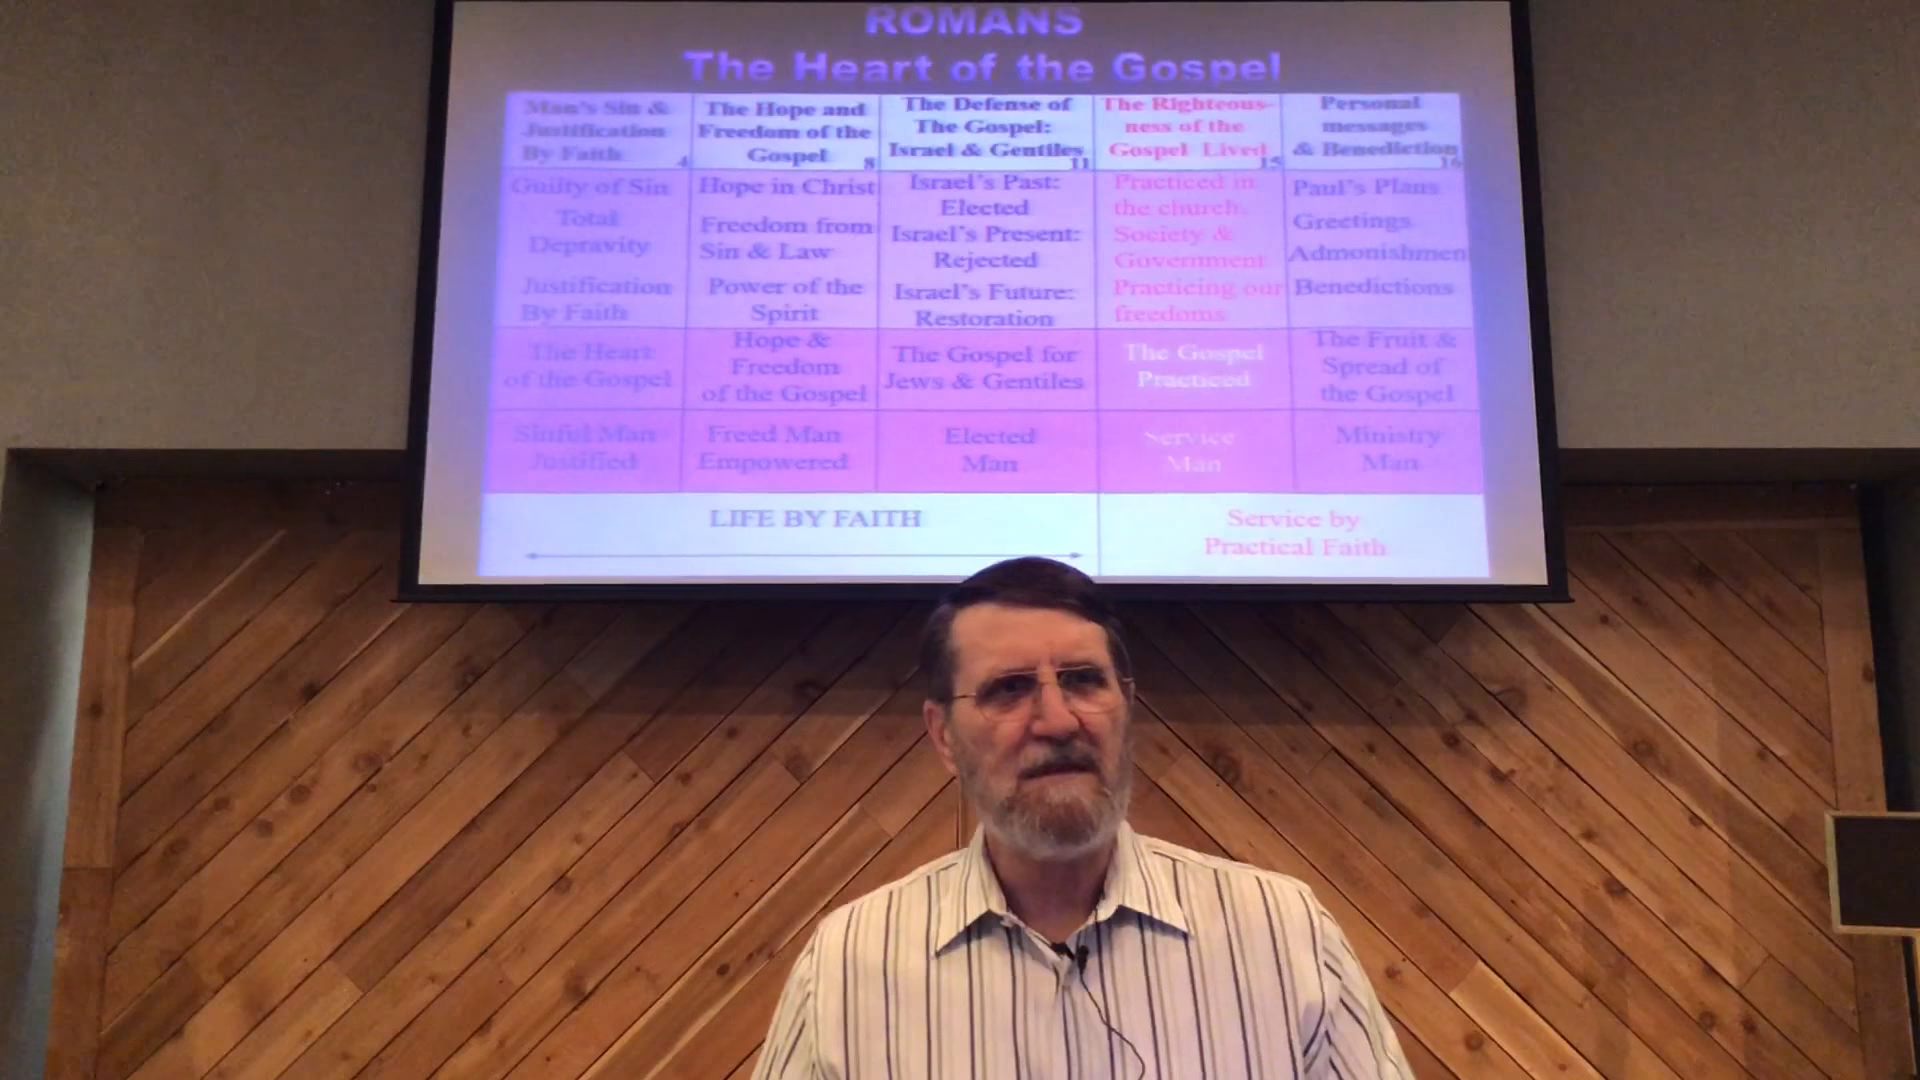 ROMANS
The Heart of the Gospel
Man's Sin &
Justification
By Faith 4
The Hope and
Freedom of the
Gospel 8
The Defense of
The Gospel:
Israel & Gentiles 11
The Righteous-
ness of the
Gospel Lived 15
Personal
messages
& Benediction 16
Guilty of Sin
Total
Depravity
Justification
By Faith
Hope in Christ
Freedom from
Sin & Law
Power of the
Spirit
Israel's Past:
Elected
Israel's Present:
Rejected
Israel's Future:
Restoration
Practiced in
the church,
Society &
Government
Practicing our
freedoms
Paul's Plans
Greetings
Admonishmen
Benedictions
The Heart
of the Gospel
Hope &
Freedom
of the Gospel
The Gospel for
Jews & Gentiles
The Gospel
Practiced
The Fruit &
Spread of
the Gospel
Sinful Man
Justified
Freed Man
Empowered
Elected
Man
Service
Man
Ministry
Man
LIFE BY FAITH
Service by
Practical Faith